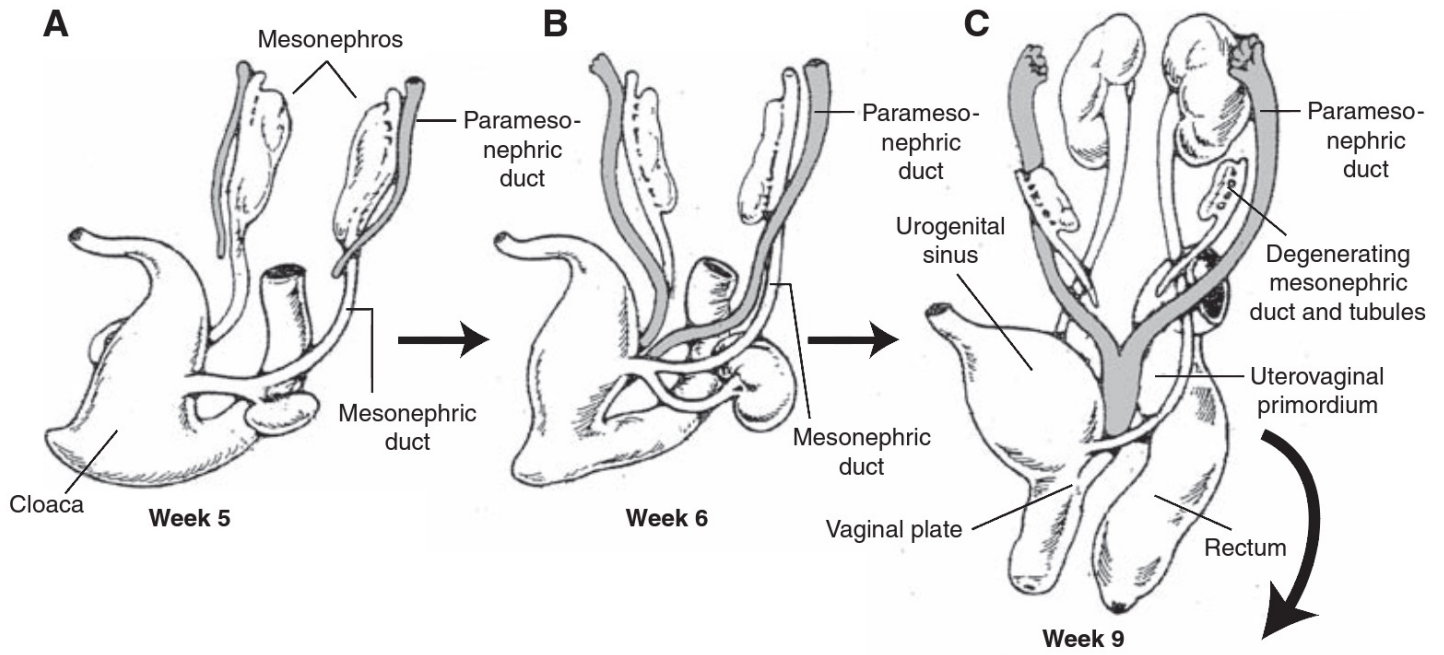 A
Mesonephros
Parameso-
nephric
duct
Mesonephric
duct
Cloaca
Week 5
B
Parameso-
nephric
duct
Mesonephric
duct
Week 6
C
Parameso-
nephric
duct
Urogenital
sinus
Degenerating
mesonephric
duct and tubules
Uterovaginal
primordium
Vaginal plate
Rectum
Week 9